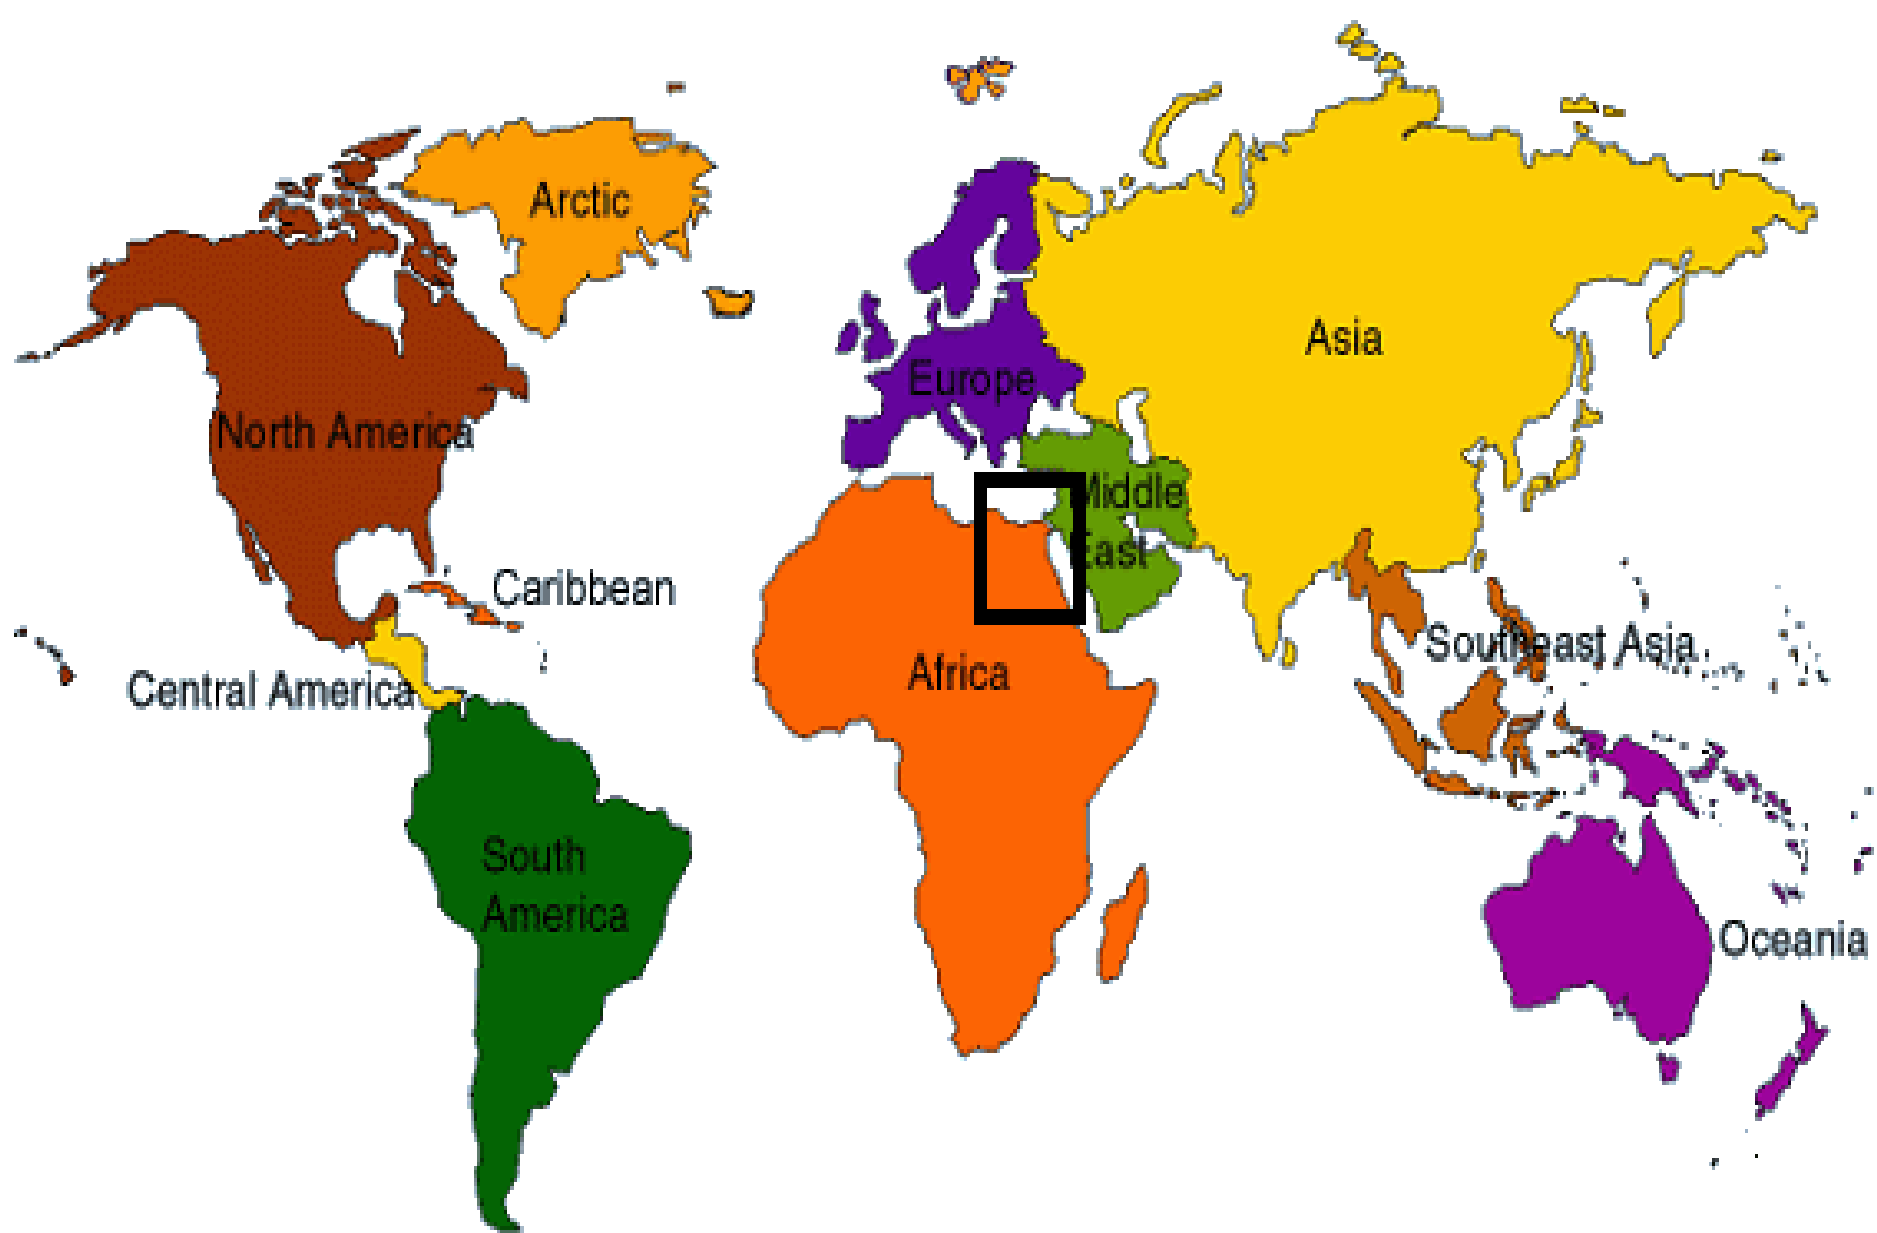 Arctic
Asia
Europe
North America
Middle
East
Caribbean
Southeast Asia
Africa
Central America
South
America
Oceania